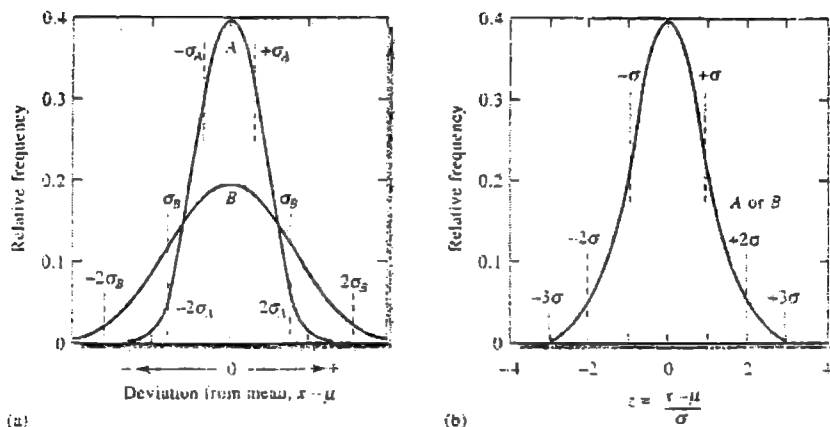 0.4
−σA A +σA
0.3
Relative frequency
0.2
σB B σB
0.1
−2σB −2σA 2σA 2σB
0
− 0 +
Deviation from mean, x − μ
(a)
0.4
−σ +σ
0.3
Relative frequency
0.2
A or B
−2σ +2σ
0.1
−3σ +3σ
0
−4 −2 0 2 4
z = x − μ / σ
(b)